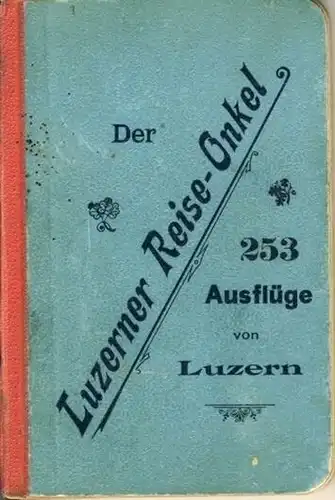 Der
Luzerner Reise-Onkel
253
Ausflüge
von
Luzern